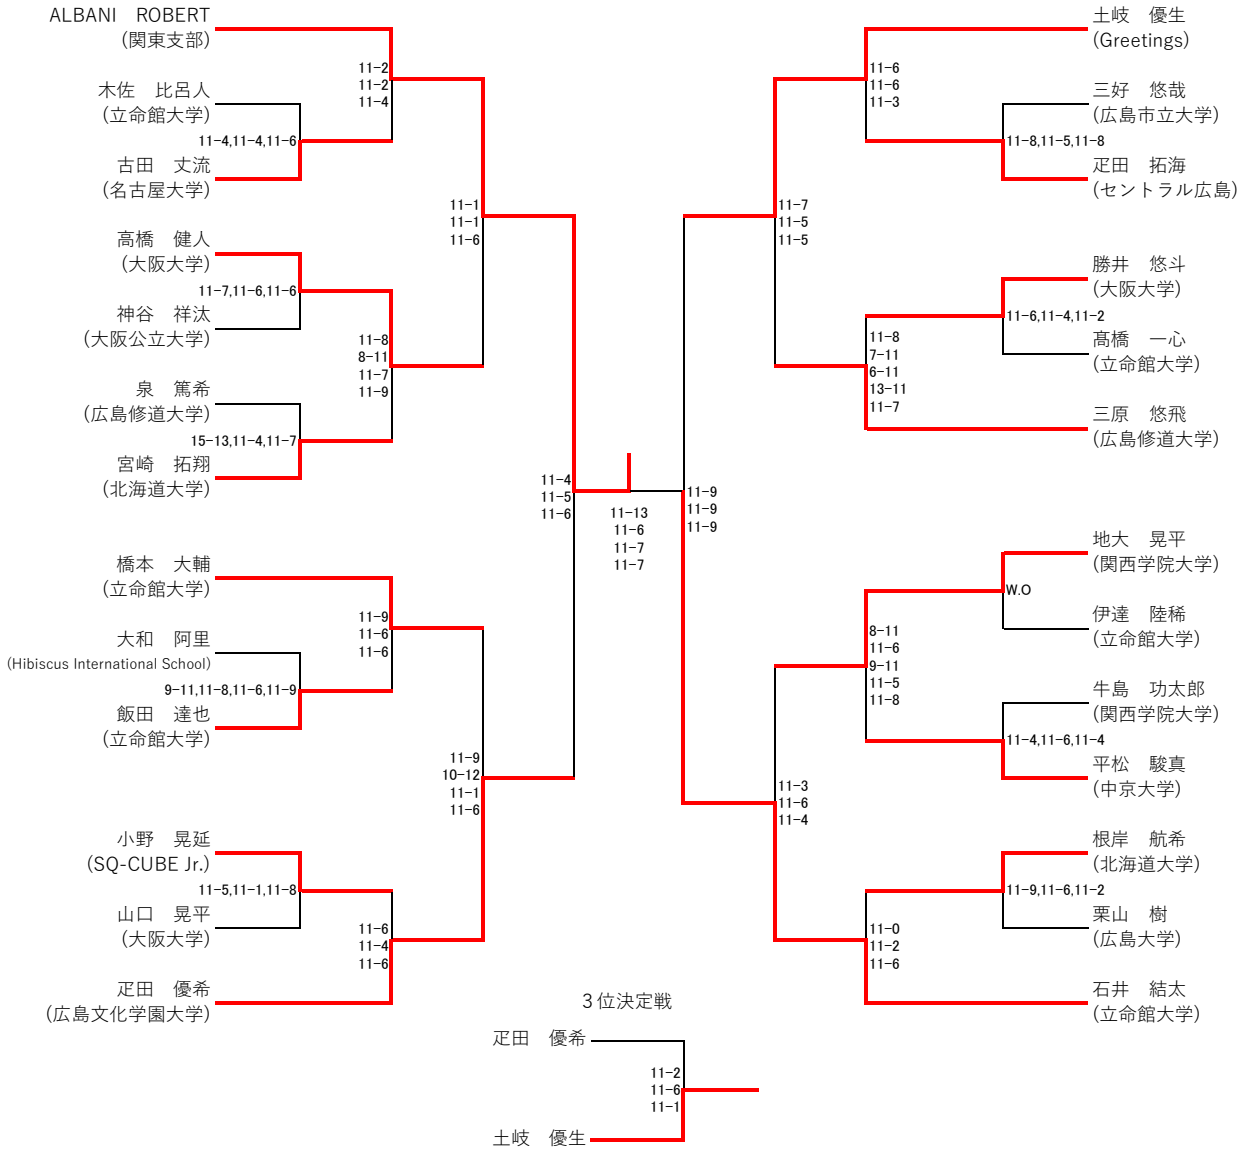 ALBANI　ROBERT
(関東支部)
木佐　比呂人
(立命館大学)
古田　丈流
(名古屋大学)
高橋　健人
(大阪大学)
神谷　祥汰
(大阪公立大学)
泉　篤希
(広島修道大学)
宮崎　拓翔
(北海道大学)
橋本　大輔
(立命館大学)
大和　阿里
(Hibiscus International School)
飯田　達也
(立命館大学)
小野　晃延
(SQ-CUBE Jr.)
山口　晃平
(大阪大学)
疋田　優希
(広島文化学園大学)
11-4,11-4,11-6
11-7,11-6,11-6
15-13,11-4,11-7
9-11,11-8,11-6,11-9
11-5,11-1,11-8
11-2
11-2
11-4
11-8
8-11
11-7
11-9
11-9
11-6
11-6
11-6
11-4
11-6
11-1
11-1
11-6
11-9
10-12
11-1
11-6
11-4
11-5
11-6
11-13
11-6
11-7
11-7
11-9
11-9
11-9
11-7
11-5
11-5
11-3
11-6
11-4
11-6
11-6
11-3
11-8
7-11
6-11
13-11
11-7
8-11
11-6
9-11
11-5
11-8
11-0
11-2
11-6
11-8,11-5,11-8
11-6,11-4,11-2
W.O
11-4,11-6,11-4
11-9,11-6,11-2
土岐　優生
(Greetings)
三好　悠哉
(広島市立大学)
疋田　拓海
(セントラル広島)
勝井　悠斗
(大阪大学)
髙橋　一心
(立命館大学)
三原　悠飛
(広島修道大学)
地大　晃平
(関西学院大学)
伊達　陸稀
(立命館大学)
牛島　功太郎
(関西学院大学)
平松　駿真
(中京大学)
根岸　航希
(北海道大学)
栗山　樹
(広島大学)
石井　結太
(立命館大学)
３位決定戦
疋田　優希
11-2
11-6
11-1
土岐　優生